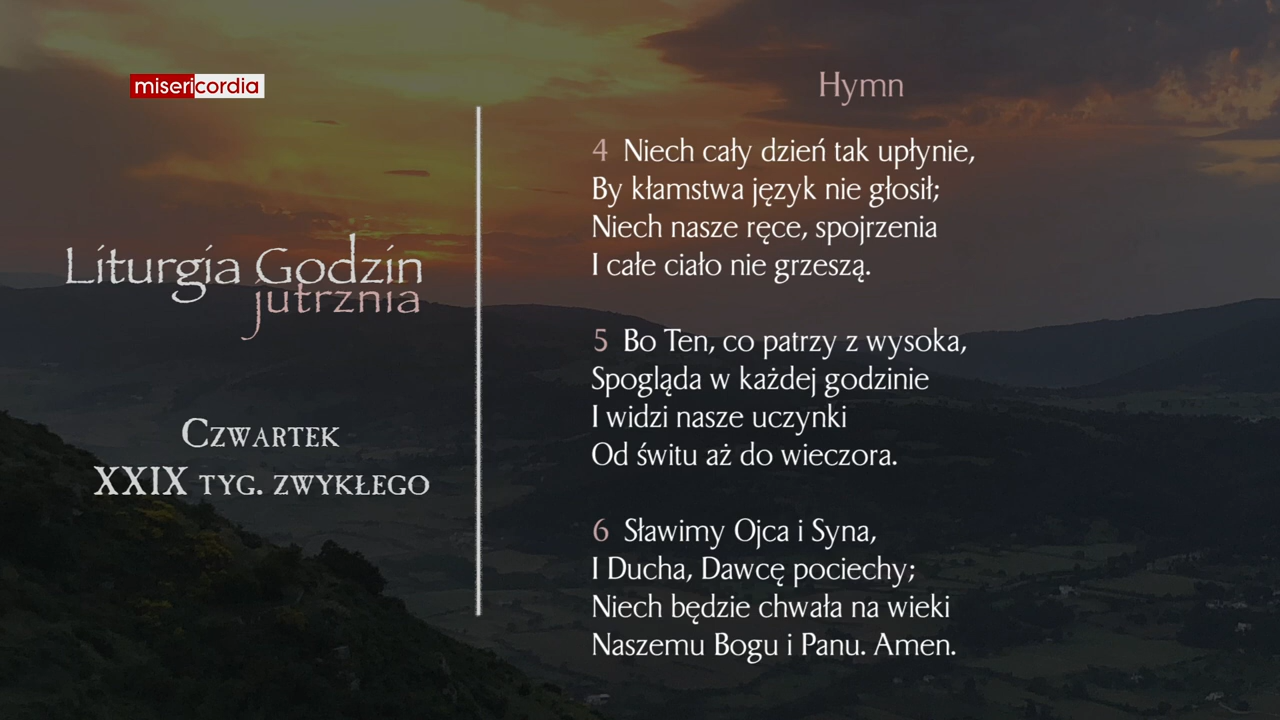 misericordia
Liturgia Godzin
jutrznia
Czwartek
XXIX tyg. zwykłego
Hymn
4 Niech cały dzień tak upłynie,
By kłamstwa język nie głosił;
Niech nasze ręce, spojrzenia
I całe ciało nie grzeszą.
5 Bo Ten, co patrzy z wysoka,
Spogląda w każdej godzinie
I widzi nasze uczynki
Od świtu aż do wieczora.
6 Sławimy Ojca i Syna,
I Ducha, Dawcę pociechy;
Niech będzie chwała na wieki
Naszemu Bogu i Panu. Amen.